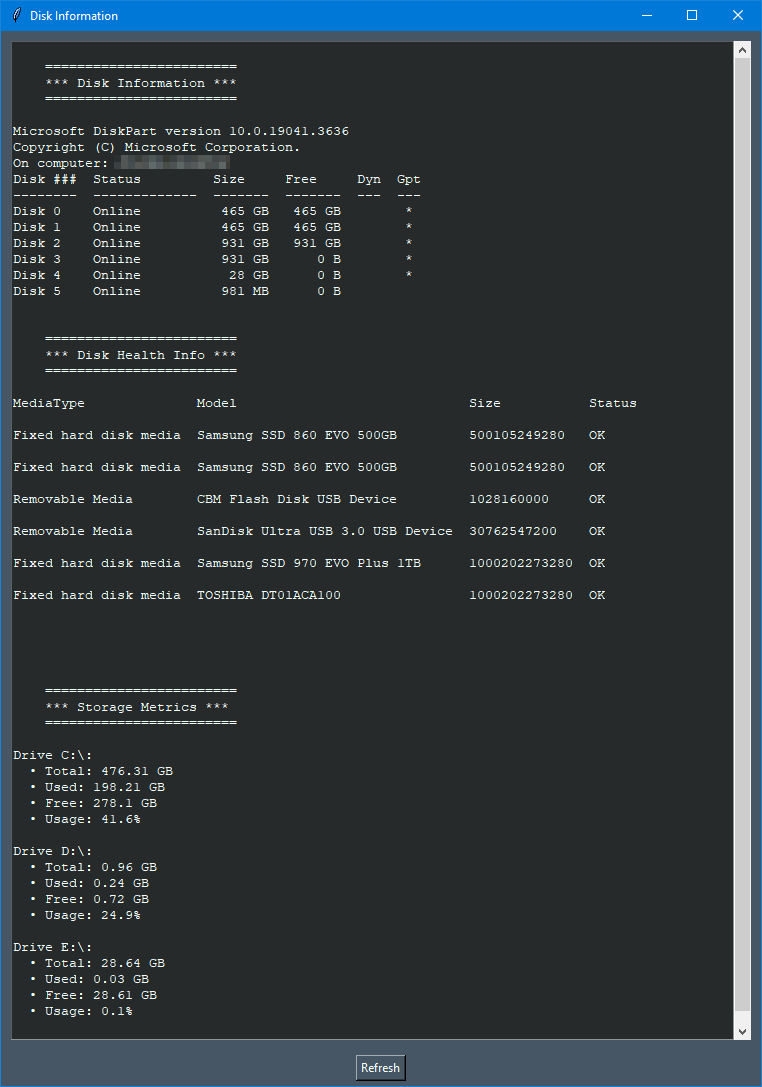 Disk Information
=========================
*** Disk Information ***
=========================
Microsoft DiskPart version 10.0.19041.3636
Copyright (C) Microsoft Corporation.
On computer:
Disk ###  Status         Size     Free     Dyn  Gpt
--------  -------------  -------  -------  ---  ---
Disk 0    Online          465 GB   465 GB        *
Disk 1    Online          465 GB   465 GB        *
Disk 2    Online          931 GB   931 GB        *
Disk 3    Online          931 GB      0 B        *
Disk 4    Online           28 GB      0 B        *
Disk 5    Online          981 MB      0 B
========================
*** Disk Health Info ***
========================
MediaType              Model                             Size           Status
Fixed hard disk media  Samsung SSD 860 EVO 500GB         500105249280   OK
Fixed hard disk media  Samsung SSD 860 EVO 500GB         500105249280   OK
Removable Media        CBM Flash Disk USB Device         1028160000     OK
Removable Media        SanDisk Ultra USB 3.0 USB Device  30762547200    OK
Fixed hard disk media  Samsung SSD 970 EVO Plus 1TB      1000202273280  OK
Fixed hard disk media  TOSHIBA DT01ACA100                1000202273280  OK
========================
*** Storage Metrics ***
========================
Drive C:\:
• Total: 476.31 GB
• Used: 198.21 GB
• Free: 278.1 GB
• Usage: 41.6%
Drive D:\:
• Total: 0.96 GB
• Used: 0.24 GB
• Free: 0.72 GB
• Usage: 24.9%
Drive E:\:
• Total: 28.64 GB
• Used: 0.03 GB
• Free: 28.61 GB
• Usage: 0.1%
Refresh